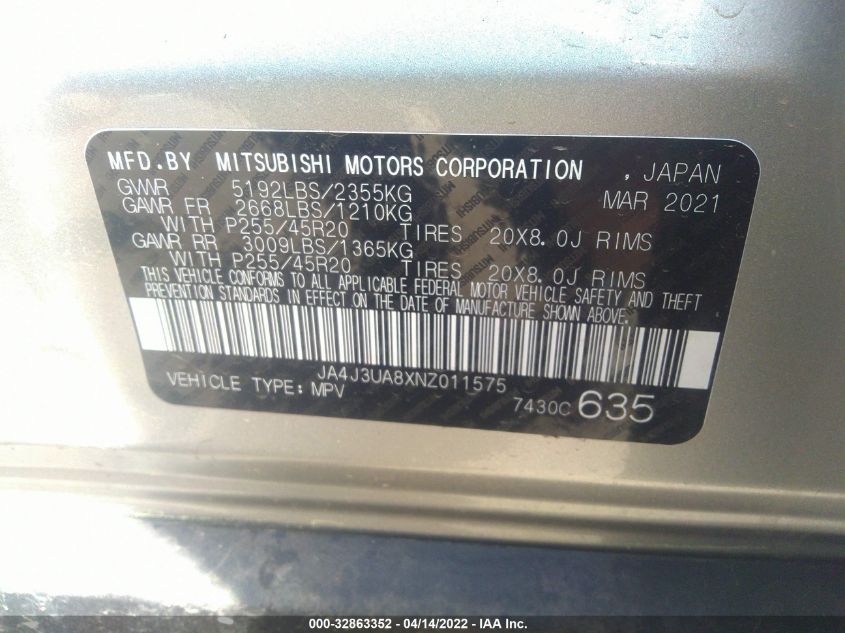 MFD.BY MITSUBISHI MOTORS CORPORATION , JAPAN
GVWR 5192LBS/2355KG MAR 2021
GAWR FR 2668LBS/1210KG
WITH P255/45R20 TIRES 20X8.0J RIMS
GAWR RR 3009LBS/1365KG
WITH P255/45R20 TIRES 20X8.0J RIMS
THIS VEHICLE CONFORMS TO ALL APPLICABLE FEDERAL MOTOR VEHICLE SAFETY AND THEFT
PREVENTION STANDARDS IN EFFECT ON THE DATE OF MANUFACTURE SHOWN ABOVE.
JA4J3UA8XNZ011575
VEHICLE TYPE: MPV 7430C 635
000-32863352 - 04/14/2022 - IAA Inc.